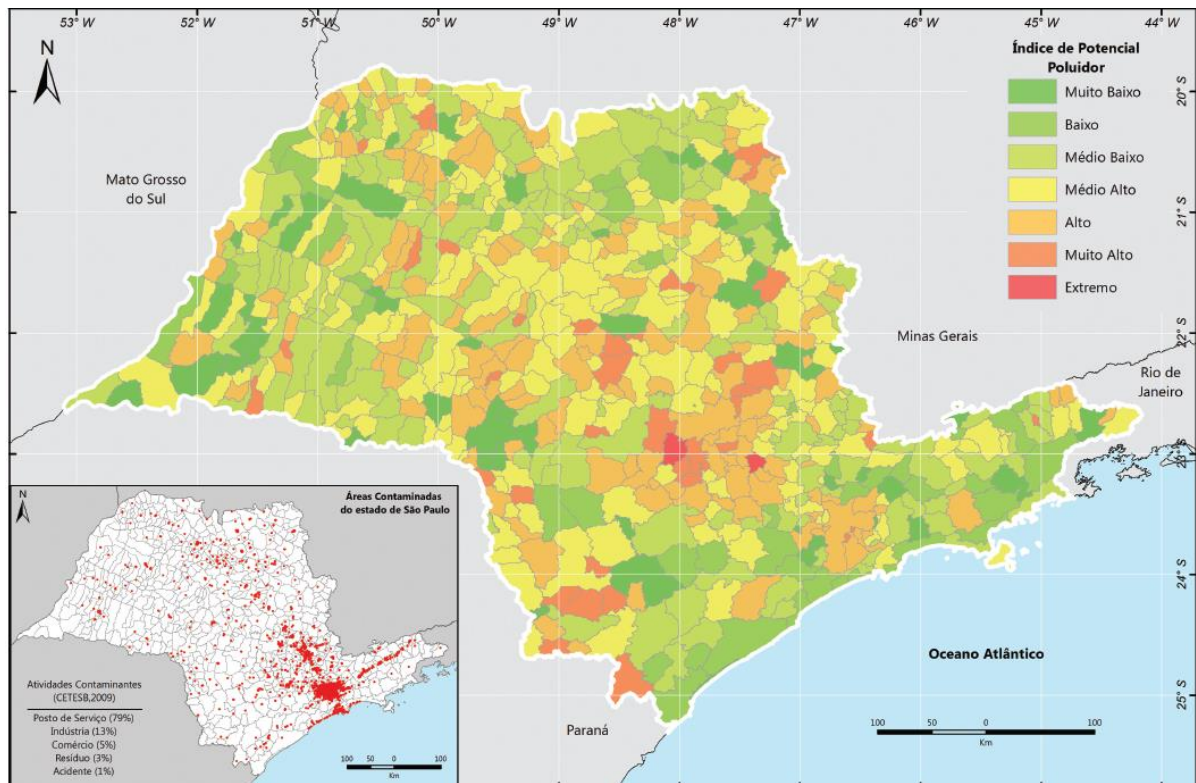 53° W 52° W 51° W 50° W 49° W 48° W 47° W 46° W 45° W 44° W
N
Índice de Potencial
Poluidor
Muito Baixo
Baixo
Médio Baixo
Médio Alto
Alto
Muito Alto
Extremo
20° S
21° S
22° S
23° S
24° S
25° S
Mato Grosso
do Sul
Minas Gerais
Rio de
Janeiro
Oceano Atlântico
Paraná
100 50 0 100
Km
N
Áreas Contaminadas
do estado de São Paulo
Atividades Contaminantes
(CETESB,2009)
Posto de Serviço (79%)
Indústria (13%)
Comércio (5%)
Resíduo (3%)
Acidente (1%)
100 50 0 100
Km